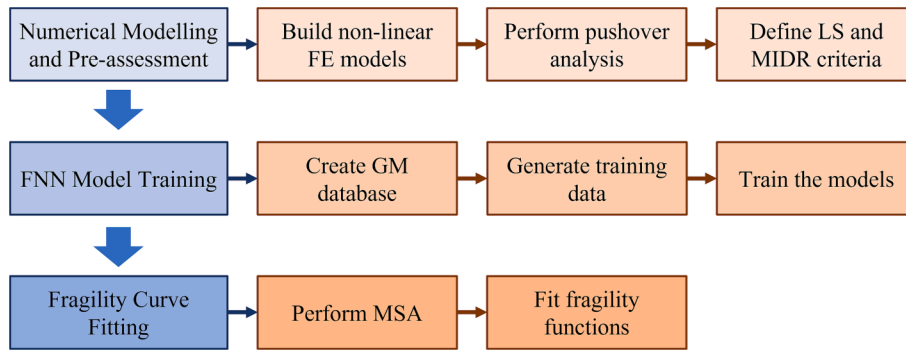 Numerical Modelling
and Pre-assessment
Build non-linear
FE models
Perform pushover
analysis
Define LS and
MIDR criteria
FNN Model Training
Create GM
database
Generate training
data
Train the models
Fragility Curve
Fitting
Perform MSA
Fit fragility
functions